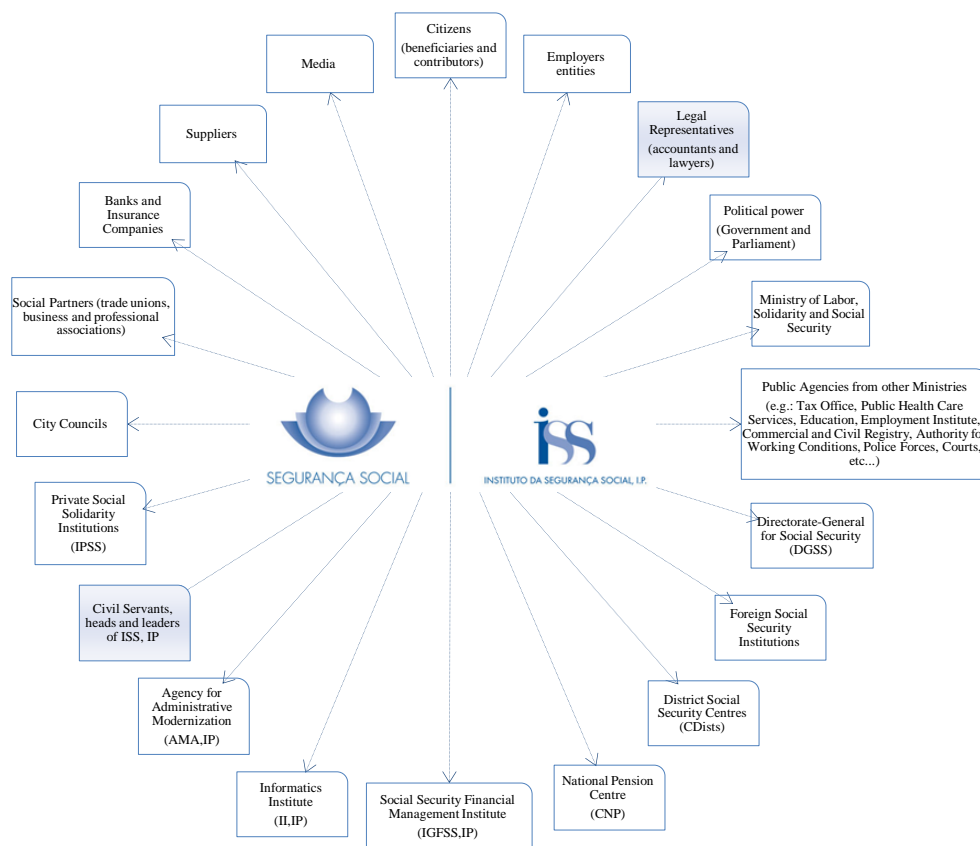 Citizens
(beneficiaries and
contributors)
Employers
entities
Media
Legal
Representatives
(accountants and
lawyers)
Suppliers
Banks and
Insurance
Companies
Political power
(Government and
Parliament)
Social Partners (trade unions,
business and professional
associations)
Ministry of Labor,
Solidarity and Social
Security
City Councils
SEGURANÇA SOCIAL
iss
INSTITUTO DA SEGURANÇA SOCIAL, I.P.
Public Agencies from other Ministries
(e.g.: Tax Office, Public Health Care
Services, Education, Employment Institute,
Commercial and Civil Registry, Authority fo
Working Conditions, Police Forces, Courts,
etc...)
Private Social
Solidarity
Institutions
(IPSS)
Directorate-General
for Social Security
(DGSS)
Civil Servants,
heads and leaders
of ISS, IP
Foreign Social
Security
Institutions
Agency for
Administrative
Modernization
(AMA,IP)
District Social
Security Centres
(CDists)
Informatics
Institute
(II,IP)
Social Security Financial
Management Institute
(IGFSS,IP)
National Pension
Centre
(CNP)